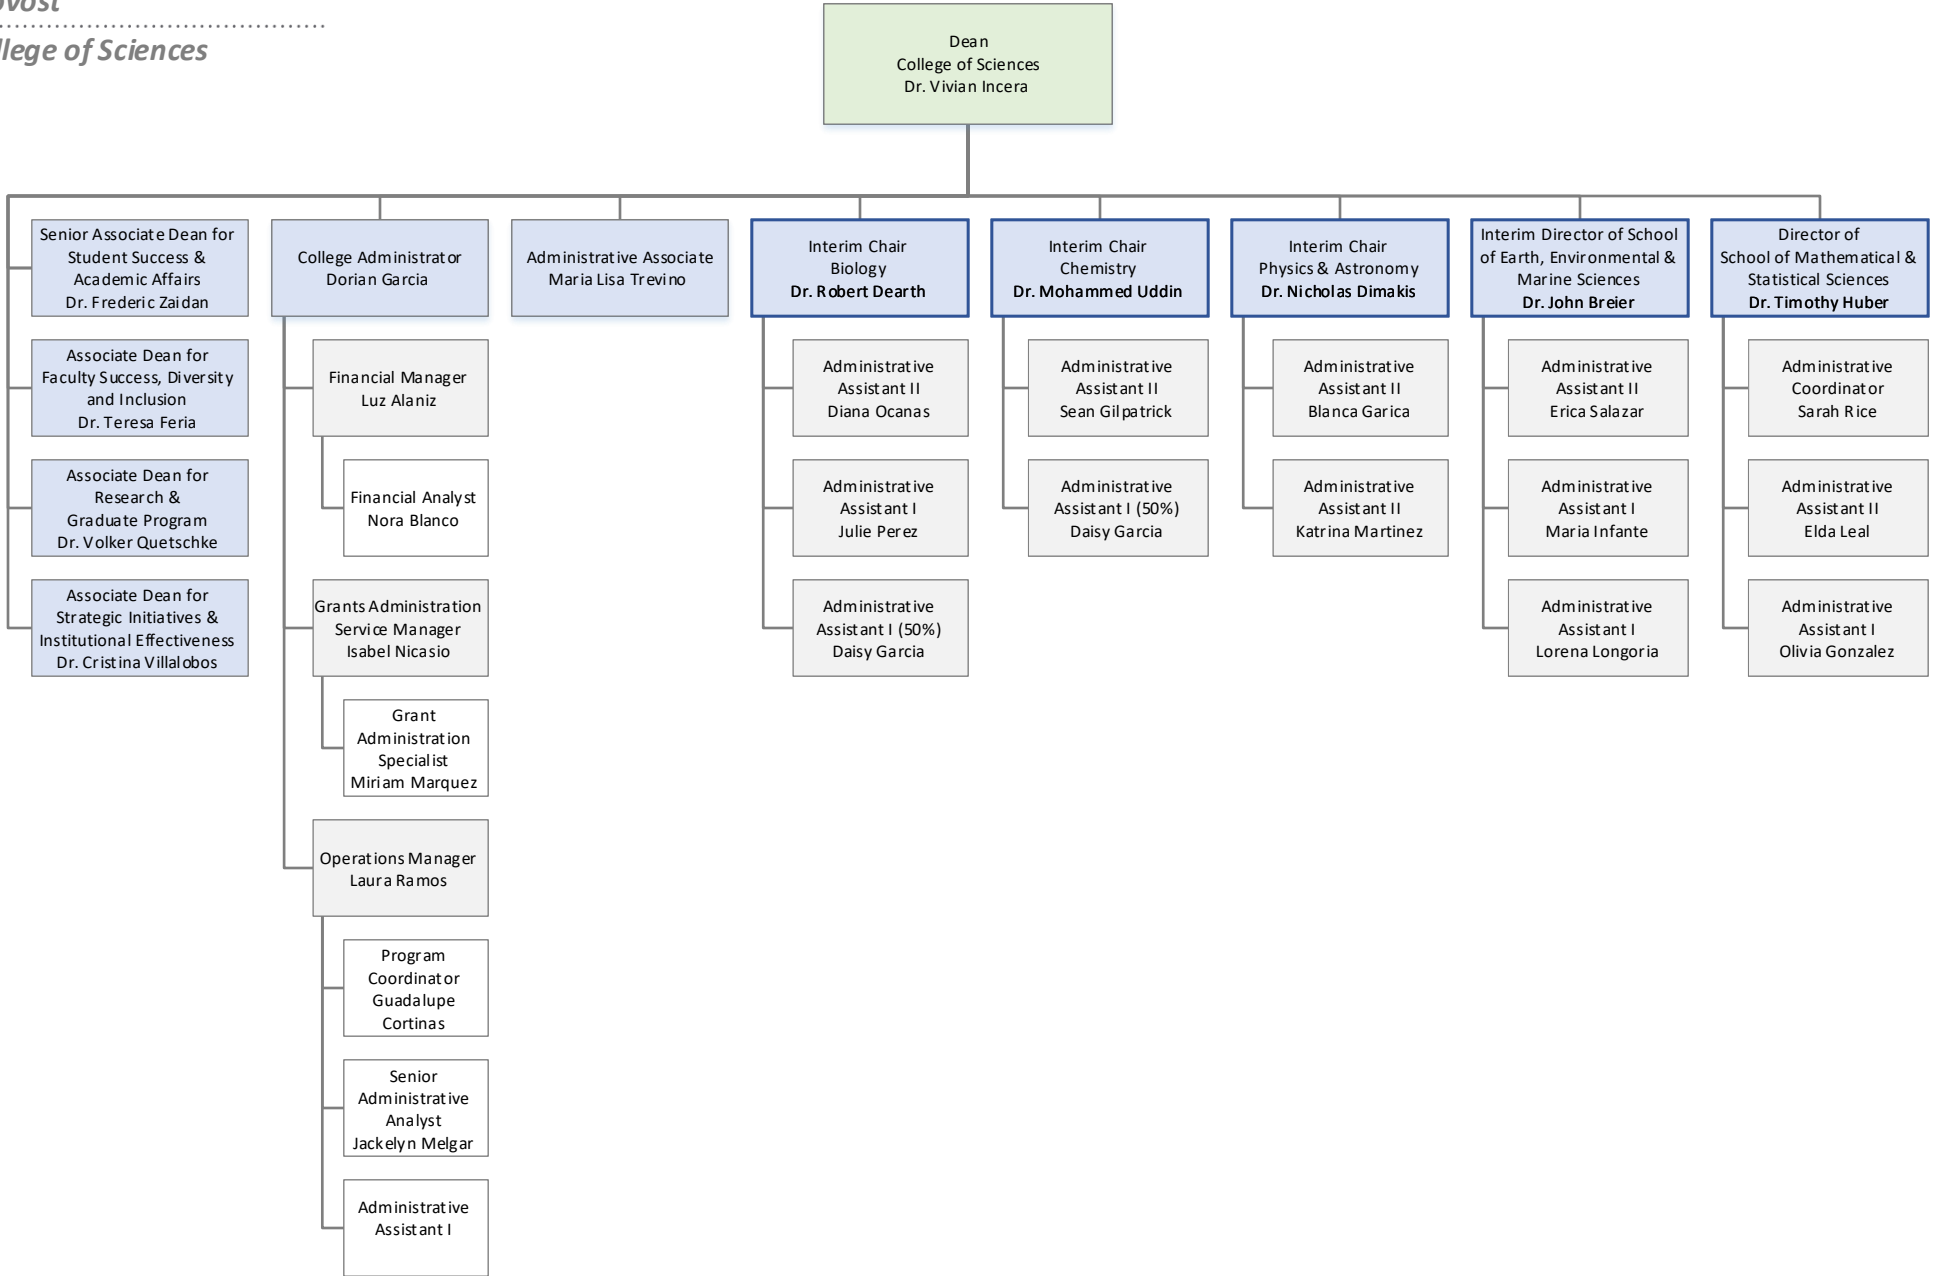 College of Sciences
Dean
College of Sciences
Dr. Vivian Incera
Senior Associate Dean for
Student Success &
Academic Affairs
Dr. Frederic Zaidan
Associate Dean for
Faculty Success, Diversity
and Inclusion
Dr. Teresa Feria
Associate Dean for
Research &
Graduate Program
Dr. Volker Quetschke
Associate Dean for
Strategic Initiatives &
Institutional Effectiveness
Dr. Cristina Villalobos
College Administrator
Dorian Garcia
Financial Manager
Luz Alaniz
Financial Analyst
Nora Blanco
Grants Administration
Service Manager
Isabel Nicasio
Grant
Administration
Specialist
Miriam Marquez
Operations Manager
Laura Ramos
Program
Coordinator
Guadalupe
Cortinas
Senior
Administrative
Analyst
Jackelyn Melgar
Administrative
Assistant I
Administrative Associate
Maria Lisa Trevino
Interim Chair
Biology
Dr. Robert Dearth
Administrative
Assistant II
Diana Ocanas
Administrative
Assistant I
Julie Perez
Administrative
Assistant I (50%)
Daisy Garcia
Interim Chair
Chemistry
Dr. Mohammed Uddin
Administrative
Assistant II
Sean Gilpatrick
Administrative
Assistant I (50%)
Daisy Garcia
Interim Chair
Physics & Astronomy
Dr. Nicholas Dimakis
Administrative
Assistant II
Blanca Garica
Administrative
Assistant II
Katrina Martinez
Interim Director of School
of Earth, Environmental &
Marine Sciences
Dr. John Breier
Administrative
Assistant II
Erica Salazar
Administrative
Assistant I
Maria Infante
Administrative
Assistant I
Lorena Longoria
Director of
School of Mathematical &
Statistical Sciences
Dr. Timothy Huber
Administrative
Coordinator
Sarah Rice
Administrative
Assistant II
Elda Leal
Administrative
Assistant I
Olivia Gonzalez